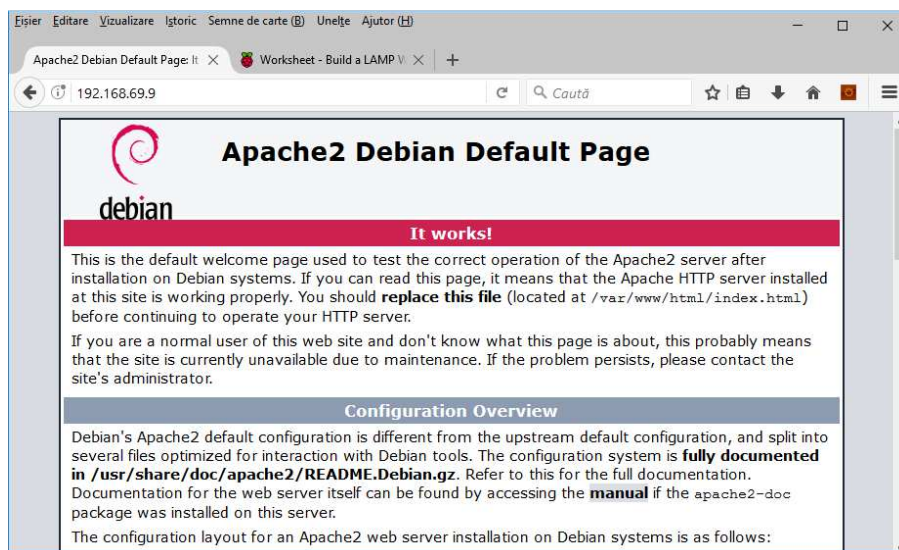 Fișier Editare Vizualizare Istoric Semne de carte (B) Unelte Ajutor (H)
Apache2 Debian Default Page: It
Worksheet - Build a LAMP
192.168.69.9
Caută
debian
Apache2 Debian Default Page
It works!
This is the default welcome page used to test the correct operation of the Apache2 server after
installation on Debian systems. If you can read this page, it means that the Apache HTTP server installed
at this site is working properly. You should replace this file (located at /var/www/html/index.html)
before continuing to operate your HTTP server.
If you are a normal user of this web site and don't know what this page is about, this probably means
that the site is currently unavailable due to maintenance. If the problem persists, please contact the
site's administrator.
Configuration Overview
Debian's Apache2 default configuration is different from the upstream default configuration, and split into
several files optimized for interaction with Debian tools. The configuration system is fully documented
in /usr/share/doc/apache2/README.Debian.gz. Refer to this for the full documentation.
Documentation for the web server itself can be found by accessing the manual if the apache2-doc
package was installed on this server.
The configuration layout for an Apache2 web server installation on Debian systems is as follows: